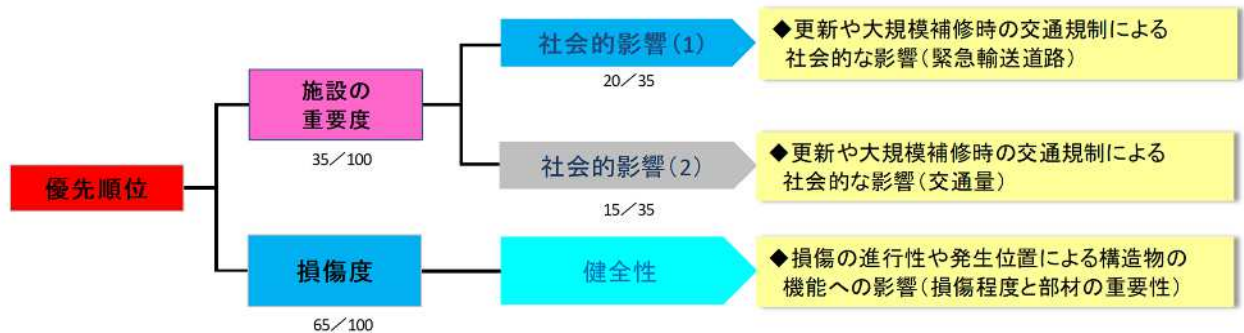 優先順位
施設の
重要度
35/100
社会的影響(1)
20/35
◆更新や大規模補修時の交通規制による
社会的な影響(緊急輸送道路)
社会的影響(2)
15/35
◆更新や大規模補修時の交通規制による
社会的な影響(交通量)
損傷度
65/100
健全性
◆損傷の進行性や発生位置による構造物の
機能への影響(損傷程度と部材の重要性)